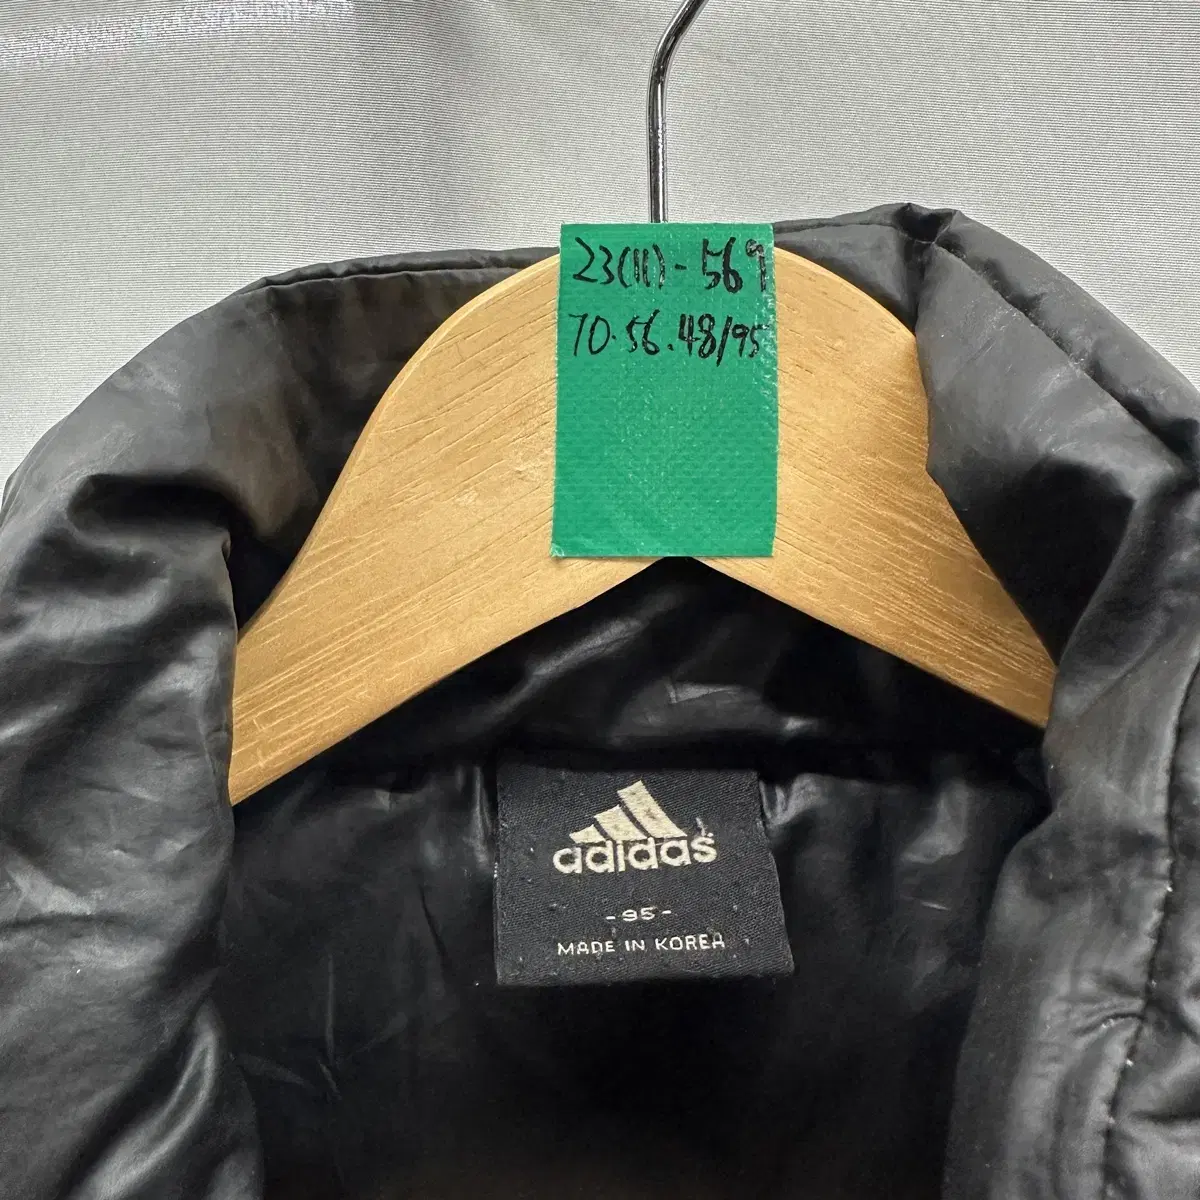 23(11)-569
70.56.48/95
adidas
-95-
MADE IN KOREA